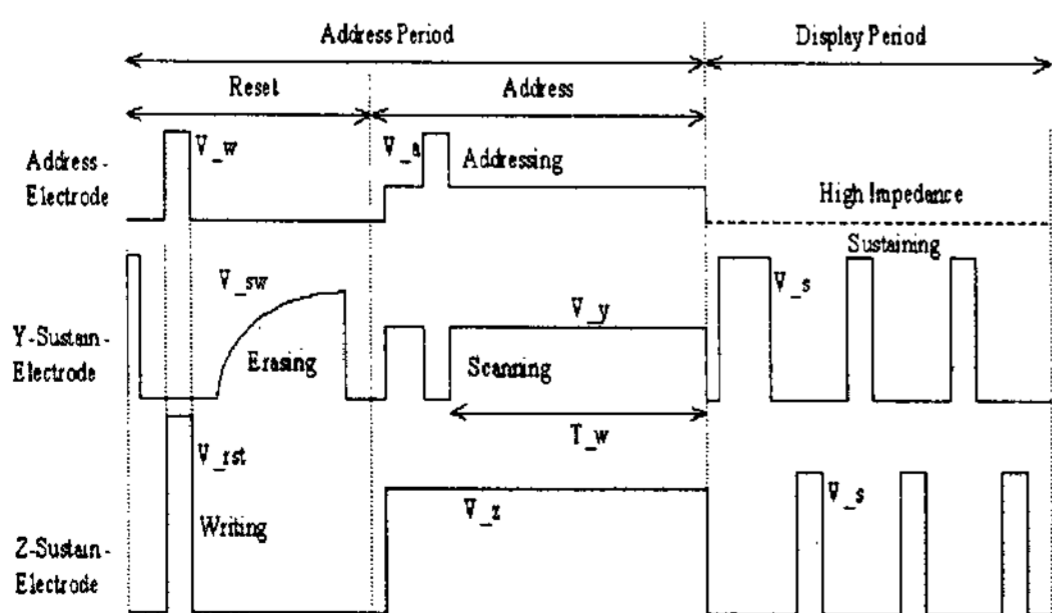 Address Period
Display Period
Reset
Address
Address-
Electrode
V_w
V_a
Addressing
High Impedance
Sustaining
V_sw
V_s
V_y
Y-Sustain-
Electrode
Erasing
Scanning
T_w
V_rst
V_z
V_s
Writing
Z-Sustain-
Electrode